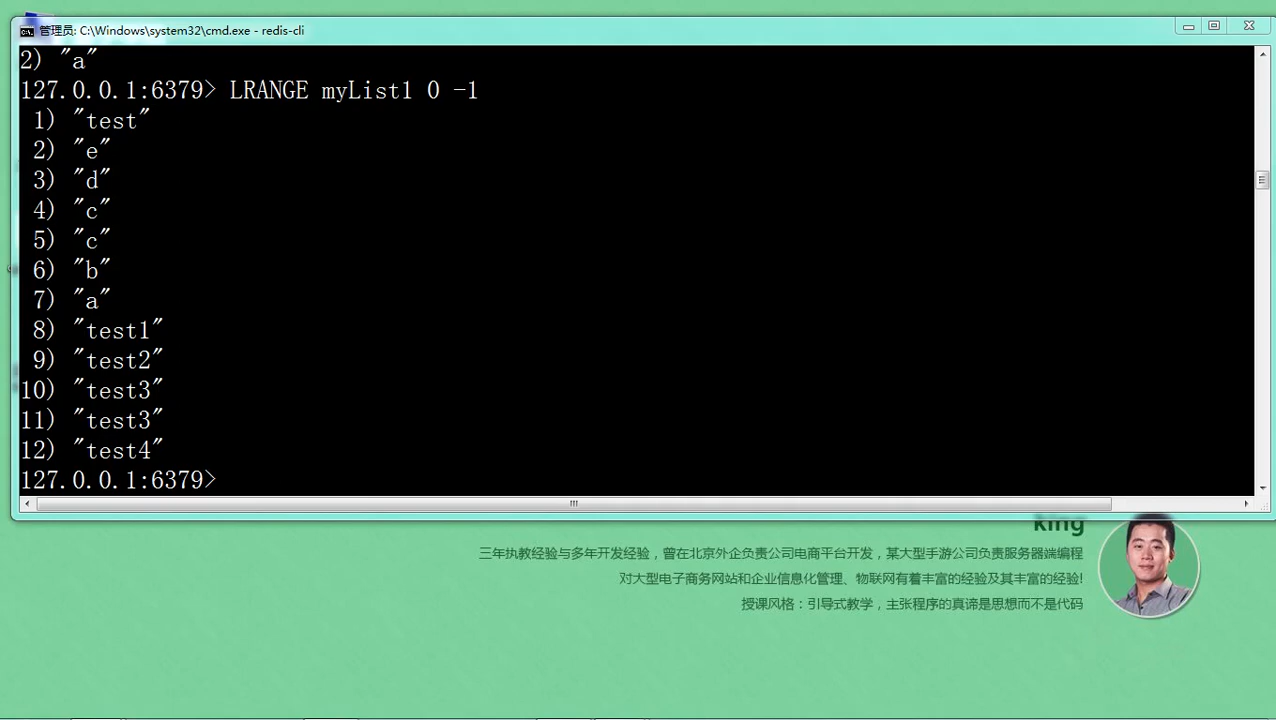 管理员: C:\Windows\system32\cmd.exe - redis-cli
2) "a"
127.0.0.1:6379> LRANGE myList1 0 -1
1) "test"
2) "e"
3) "d"
4) "c"
5) "c"
6) "b"
7) "a"
8) "test1"
9) "test2"
10) "test3"
11) "test3"
12) "test4"
127.0.0.1:6379>
king
三年执教经验与多年开发经验，曾在北京外企负责公司电商平台开发，某大型手游公司负责服务器端编程
对大型电子商务网站和企业信息化管理、物联网有着丰富的经验及其丰富的经验!
授课风格：引导式教学，主张程序的真谛是思想而不是代码